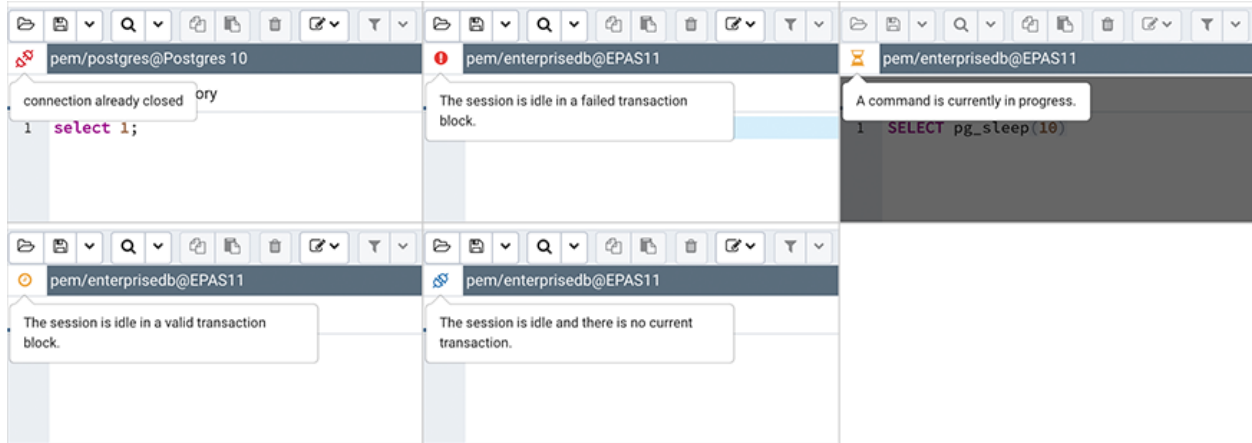 pem/postgres@Postgres 10
connection already closed
ory
1 select 1;
pem/enterprisedb@EPAS11
The session is idle in a failed transaction
block.
pem/enterprisedb@EPAS11
A command is currently in progress.
1 SELECT pg_sleep(10)
pem/enterprisedb@EPAS11
The session is idle in a valid transaction
block.
pem/enterprisedb@EPAS11
The session is idle and there is no current
transaction.